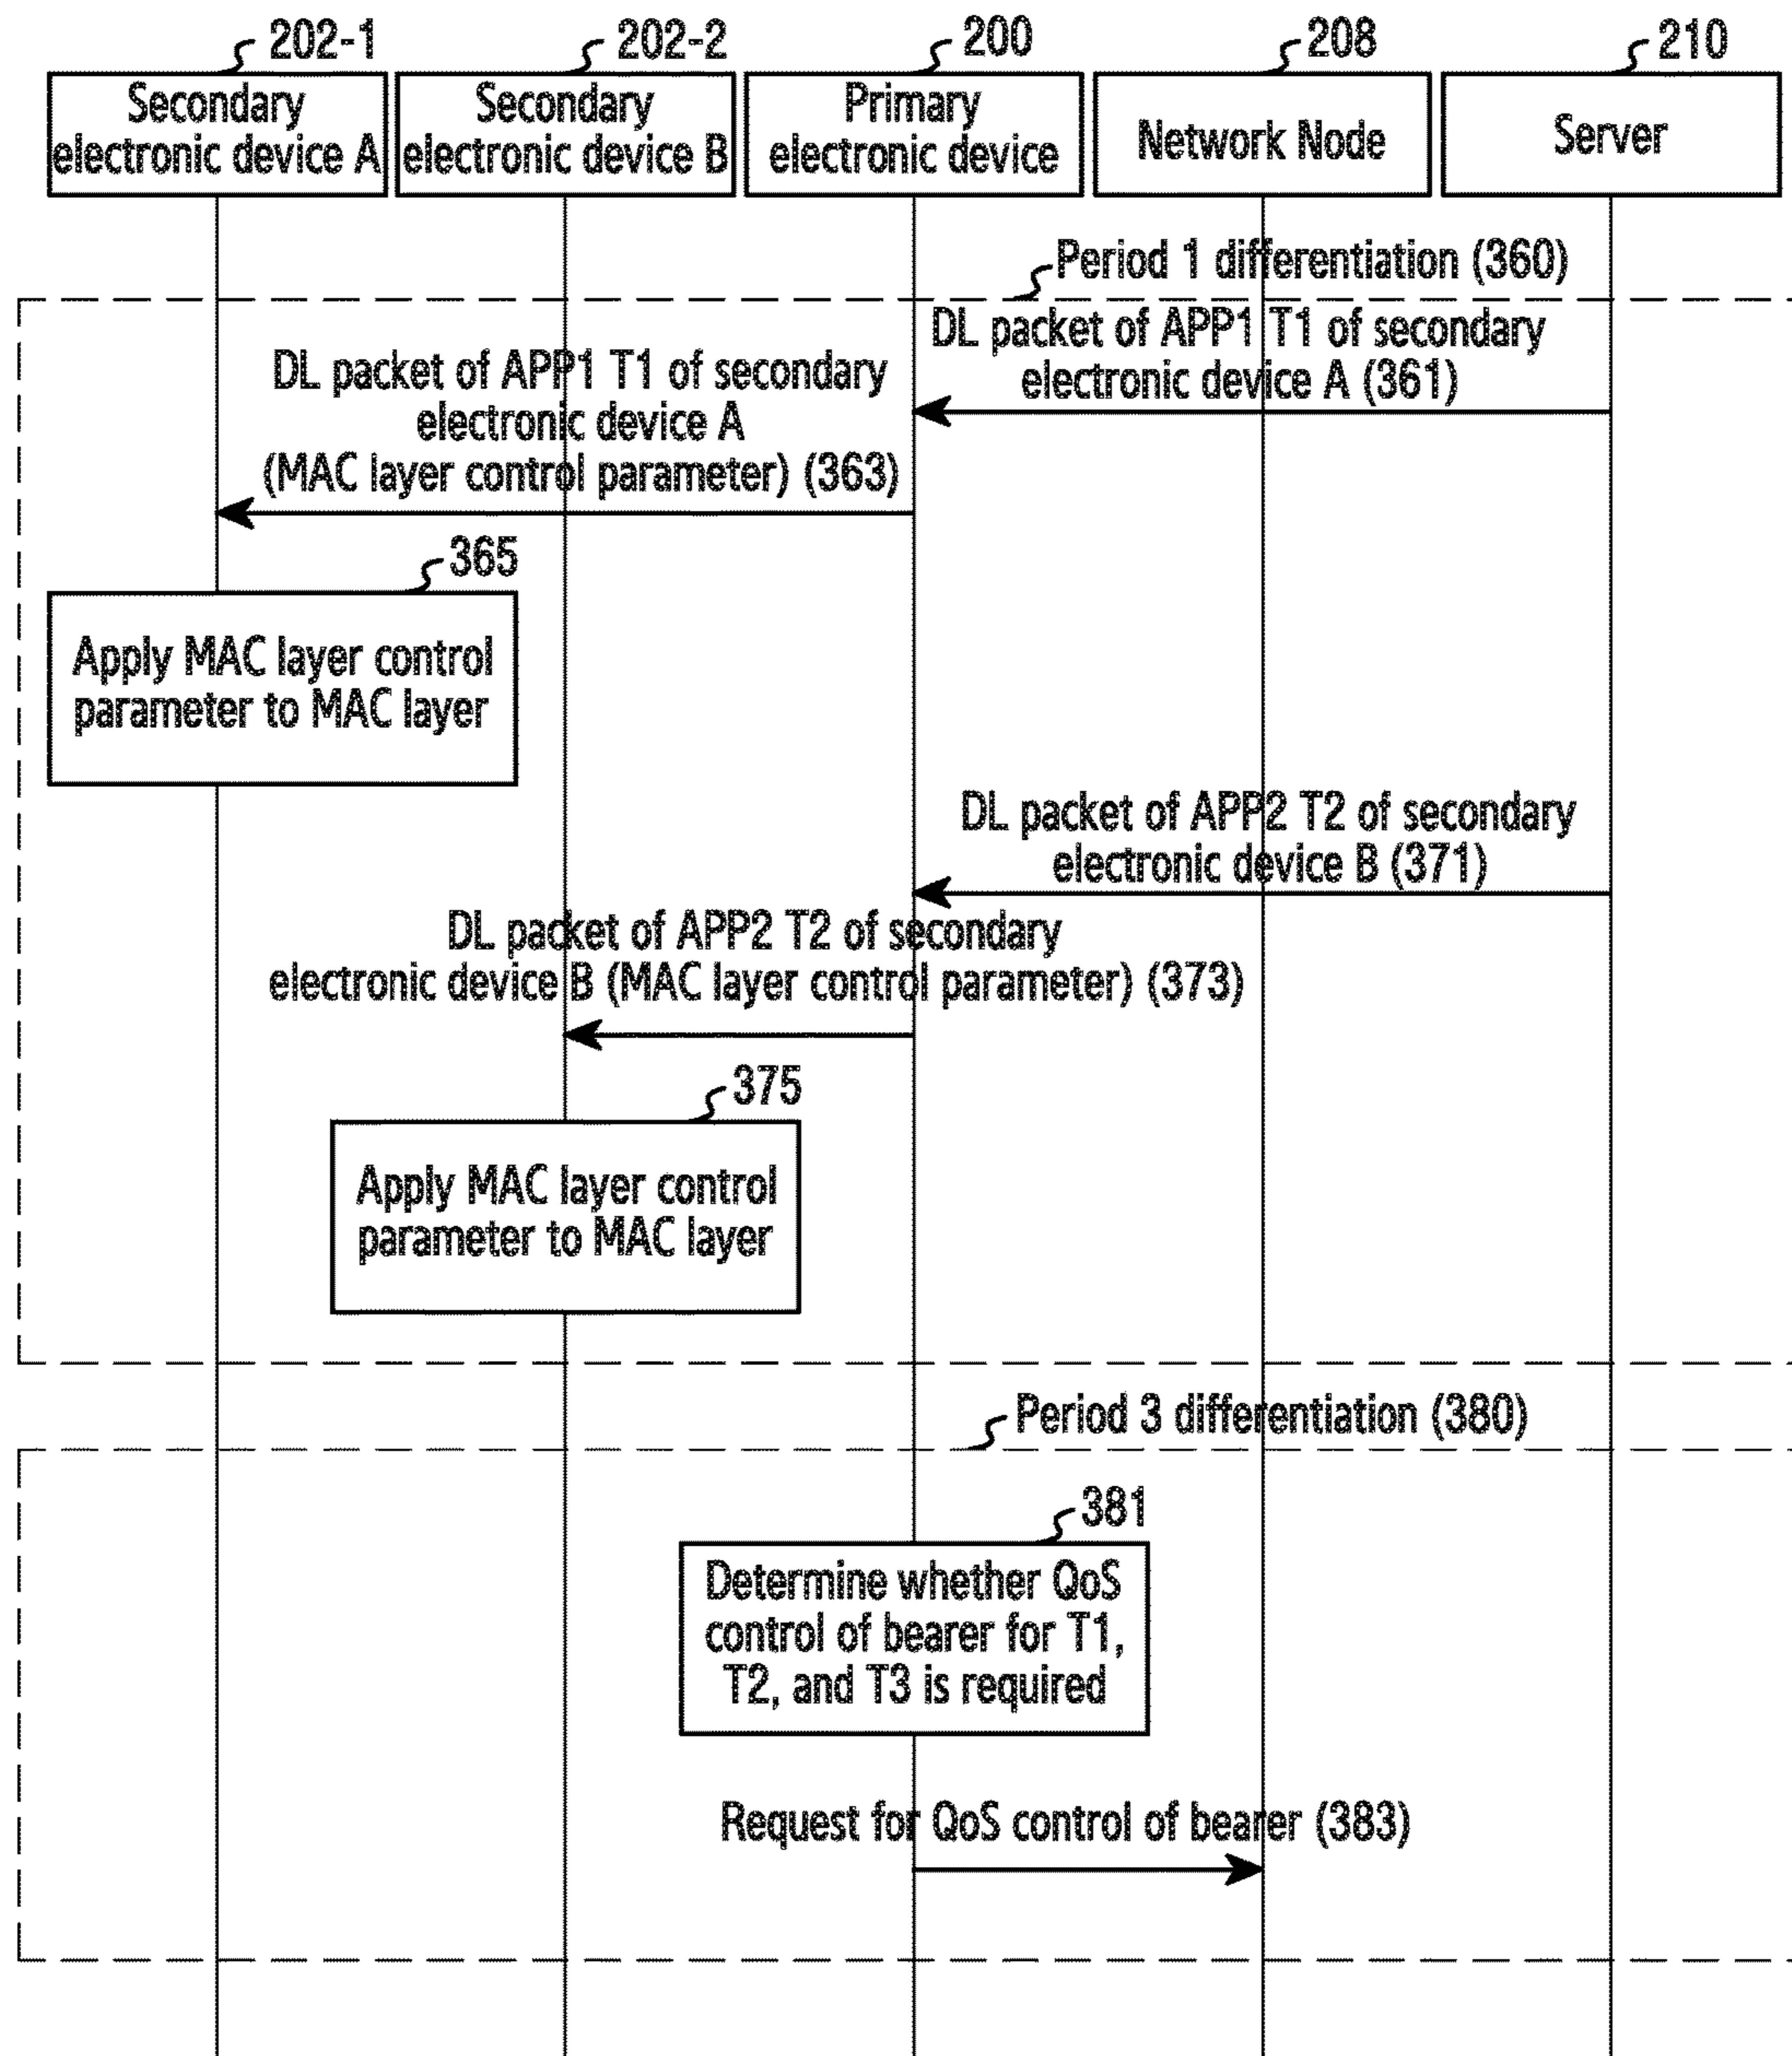 202-1
202-2
200
208
210
Secondary
electronic device A
Secondary
electronic device B
Primary
electronic device
Network Node
Server
Period 1 differentiation (360)
DL packet of APP1 T1 of secondary
electronic device A (361)
DL packet of APP1 T1 of secondary
electronic device A
(MAC layer control parameter) (363)
365
Apply MAC layer control
parameter to MAC layer
DL packet of APP2 T2 of secondary
electronic device B (371)
DL packet of APP2 T2 of secondary
electronic device B (MAC layer control parameter) (373)
375
Apply MAC layer control
parameter to MAC layer
Period 3 differentiation (380)
381
Determine whether QoS
control of bearer for T1,
T2, and T3 is required
Request for QoS control of bearer (383)